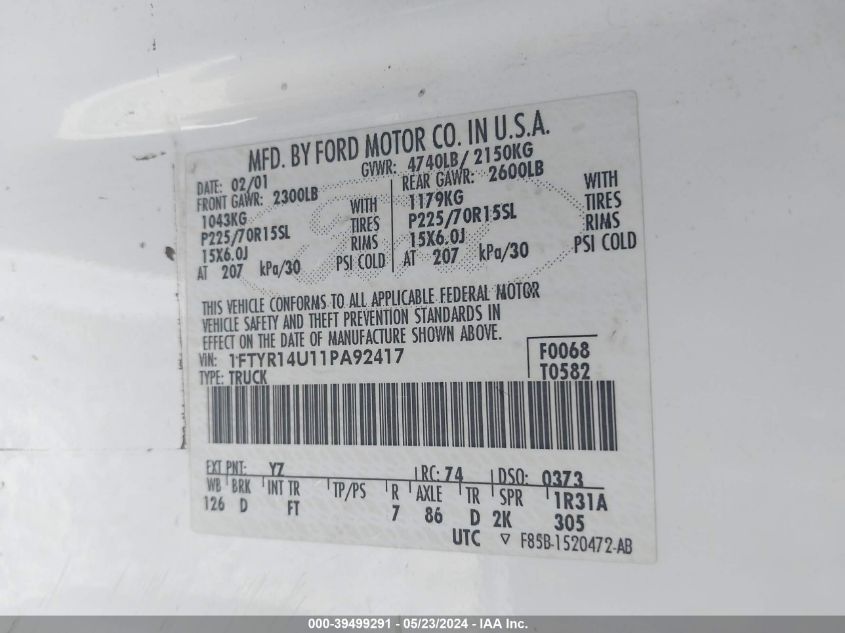 MFD. BY FORD MOTOR CO. IN U.S.A.
DATE: 02/01 GVWR: 4740LB/ 2150KG
FRONT GAWR: 2300LB REAR GAWR: 2600LB
1043KG WITH 1179KG WITH
P225/70R15SL TIRES P225/70R15SL TIRES
15X6.0J RIMS 15X6.0J RIMS
AT 207 kPa/30 PSI COLD AT 207 kPa/30 PSI COLD
THIS VEHICLE CONFORMS TO ALL APPLICABLE FEDERAL MOTOR
VEHICLE SAFETY AND THEFT PREVENTION STANDARDS IN
EFFECT ON THE DATE OF MANUFACTURE SHOWN ABOVE.
VIN: 1FTYR14U11PA92417 F0068
TYPE: TRUCK T0582
EXT PNT: Y7 RC: 74 DSO: 0373
WB BRK INT TR TP/PS R AXLE TR SPR 1R31A
126 D FT 7 86 D 2K 305
UTC ▽ F85B-1520472-AB
000-39499291 - 05/23/2024 - IAA Inc.